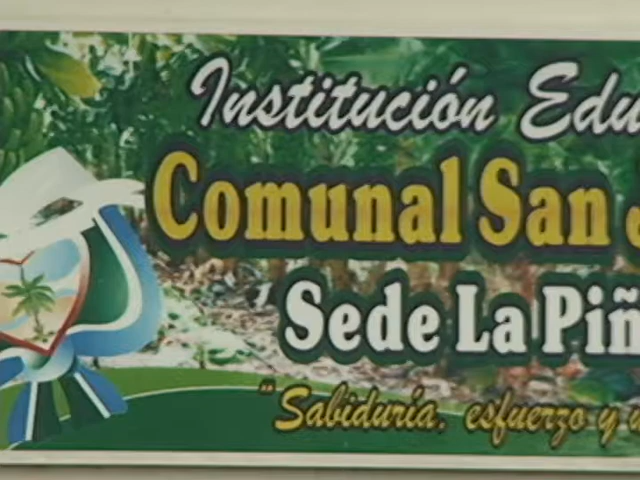 Institución Edu
Comunal San
Sede La Piñ
"Sabiduría, esfuerzo y